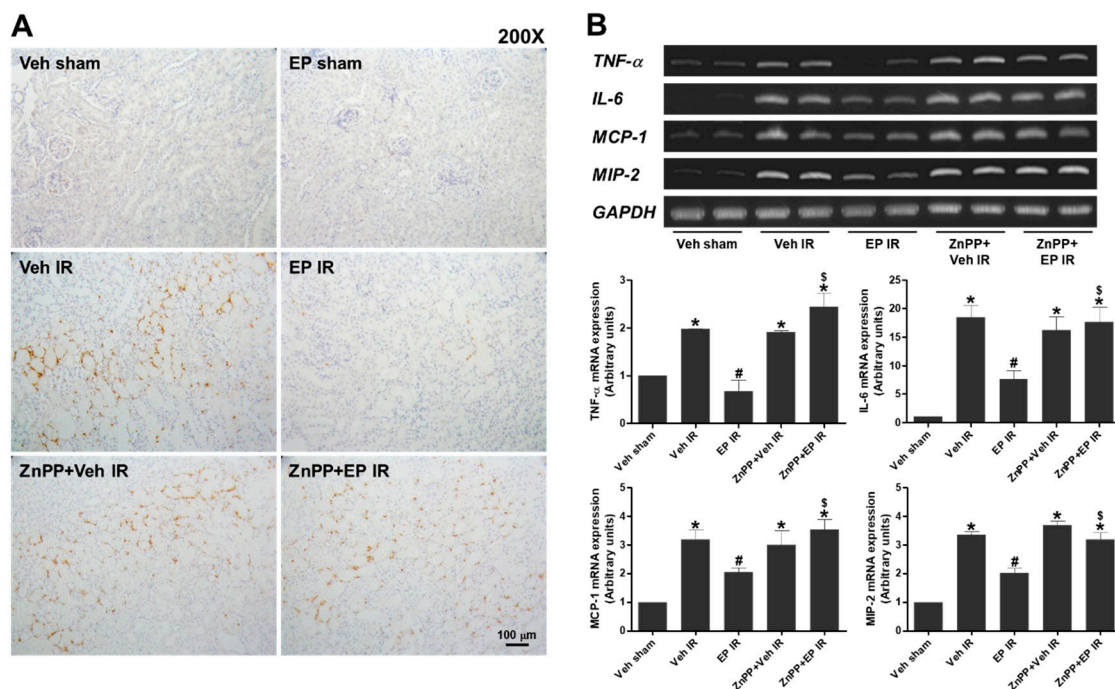 A
200X
Veh sham
EP sham
Veh IR
EP IR
ZnPP+Veh IR
ZnPP+EP IR
100 μm
B
TNF-α
IL-6
MCP-1
MIP-2
GAPDH
Veh sham
Veh IR
EP IR
ZnPP+
Veh IR
ZnPP+
EP IR
TNF-α mRNA expression
(Arbitrary units)
3
2
1
0
*
#
*
$
*
Veh sham
Veh IR
EP IR
ZnPP+Veh IR
ZnPP+EP IR
IL-6 mRNA expression
(Arbitrary units)
25
20
15
10
5
0
*
#
*
$
*
Veh sham
Veh IR
EP IR
ZnPP+Veh IR
ZnPP+EP IR
MCP-1 mRNA expression
(Arbitrary units)
5
4
3
2
1
0
*
#
*
$
*
Veh sham
Veh IR
EP IR
ZnPP+Veh IR
ZnPP+EP IR
MIP-2 mRNA expression
(Arbitrary units)
5
4
3
2
1
0
*
#
*
$
*
Veh sham
Veh IR
EP IR
ZnPP+Veh IR
ZnPP+EP IR